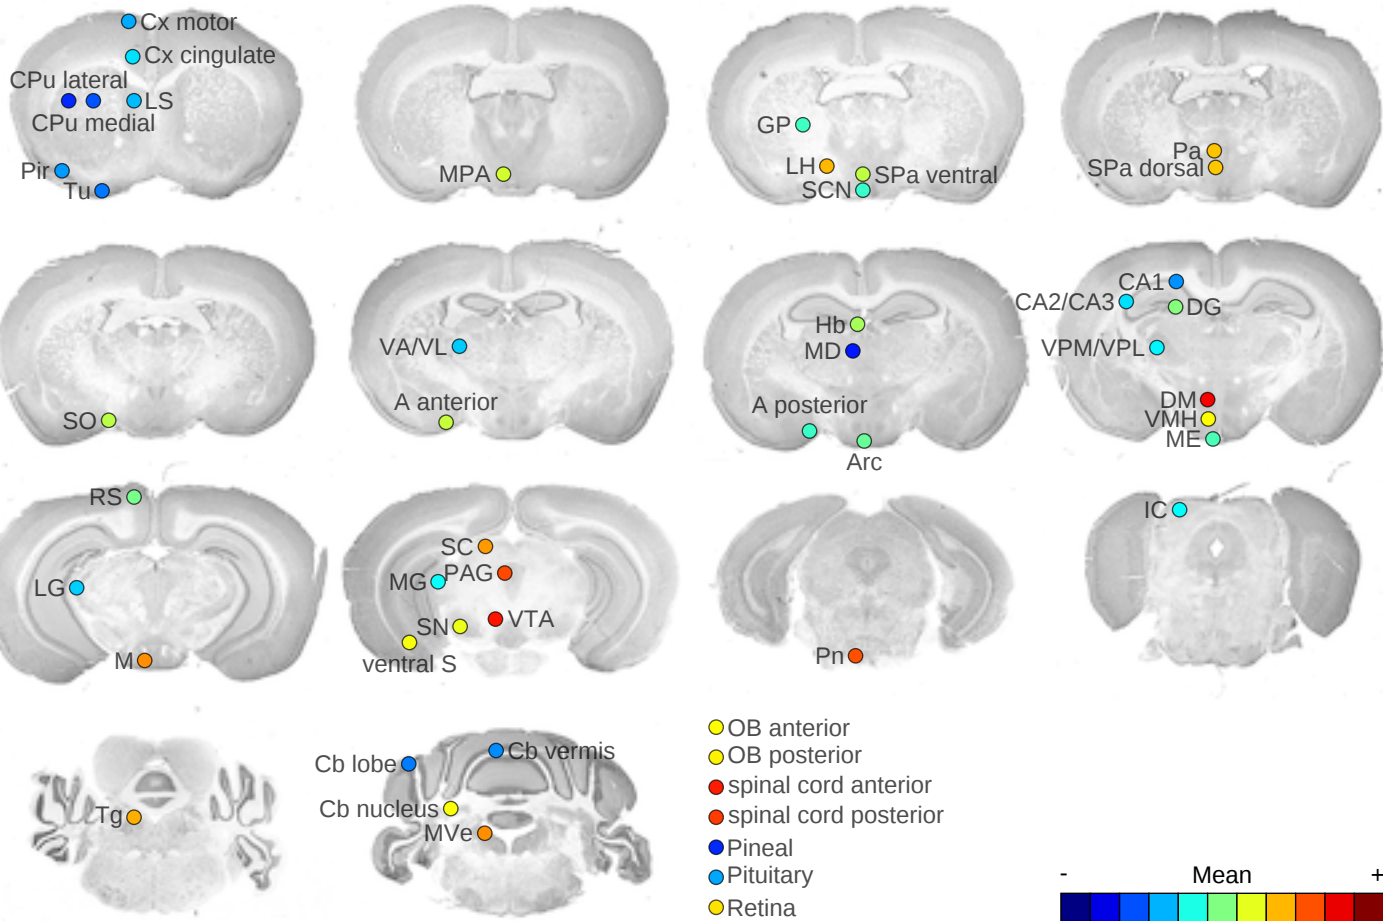 Cx motor
Cx cingulate
CPu lateral
LS
CPu medial
Pir
Tu
MPA
GP
LH
SPa ventral
SCN
Pa
SPa dorsal
SO
VA/VL
A anterior
Hb
MD
A posterior
Arc
CA1
CA2/CA3
DG
VPM/VPL
DM
VMH
ME
RS
LG
M
SC
MG
PAG
SN
VTA
ventral S
Pn
IC
Tg
Cb lobe
Cb vermis
Cb nucleus
MVe
OB anterior
OB posterior
spinal cord anterior
spinal cord posterior
Pineal
Pituitary
Retina
- Mean +